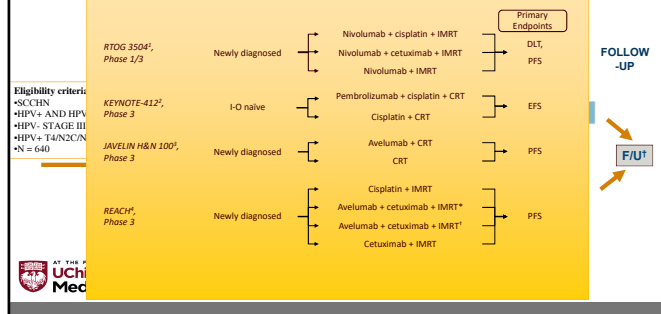 Primary
Endpoints
RTOG 3504¹,
Phase 1/3
Newly diagnosed
Nivolumab + cisplatin + IMRT
Nivolumab + cetuximab + IMRT
Nivolumab + IMRT
DLT,
PFS
FOLLOW
-UP
Eligibility criteria
•SCCHN
•HPV+ AND HPV
•HPV- STAGE III
•HPV+ T4/N2C/N
•N = 640
KEYNOTE-412²,
Phase 3
I-O naïve
Pembrolizumab + cisplatin + CRT
Cisplatin + CRT
EFS
JAVELIN H&N 100³,
Phase 3
Newly diagnosed
Avelumab + CRT
CRT
PFS
F/U†
REACH⁴,
Phase 3
Newly diagnosed
Cisplatin + IMRT
Avelumab + cetuximab + IMRT*
Avelumab + cetuximab + IMRT†
Cetuximab + IMRT
PFS
AT THE F
UChi
Med